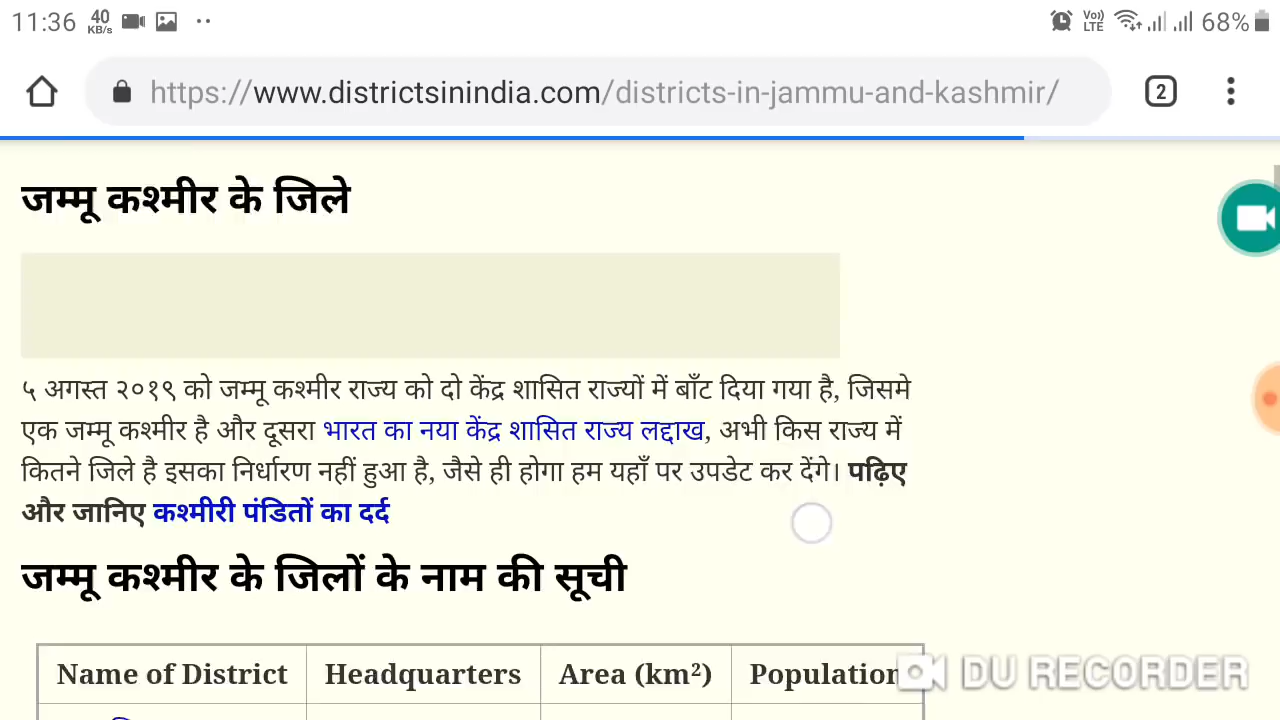 11:36 40 KB/s Vo)) LTE 68%
https://www.districtsinindia.com/districts-in-jammu-and-kashmir/ 2
जम्मू कश्मीर के जिले
५ अगस्त २०१९ को जम्मू कश्मीर राज्य को दो केंद्र शासित राज्यों में बाँट दिया गया है, जिसमे
एक जम्मू कश्मीर है और दूसरा भारत का नया केंद्र शासित राज्य लद्दाख, अभी किस राज्य में
कितने जिले है इसका निर्धारण नहीं हुआ है, जैसे ही होगा हम यहाँ पर उपडेट कर देंगे। पढ़िए
और जानिए कश्मीरी पंडितों का दर्द
जम्मू कश्मीर के जिलों के नाम की सूची
Name of District Headquarters Area (km²) Population
DU RECORDER